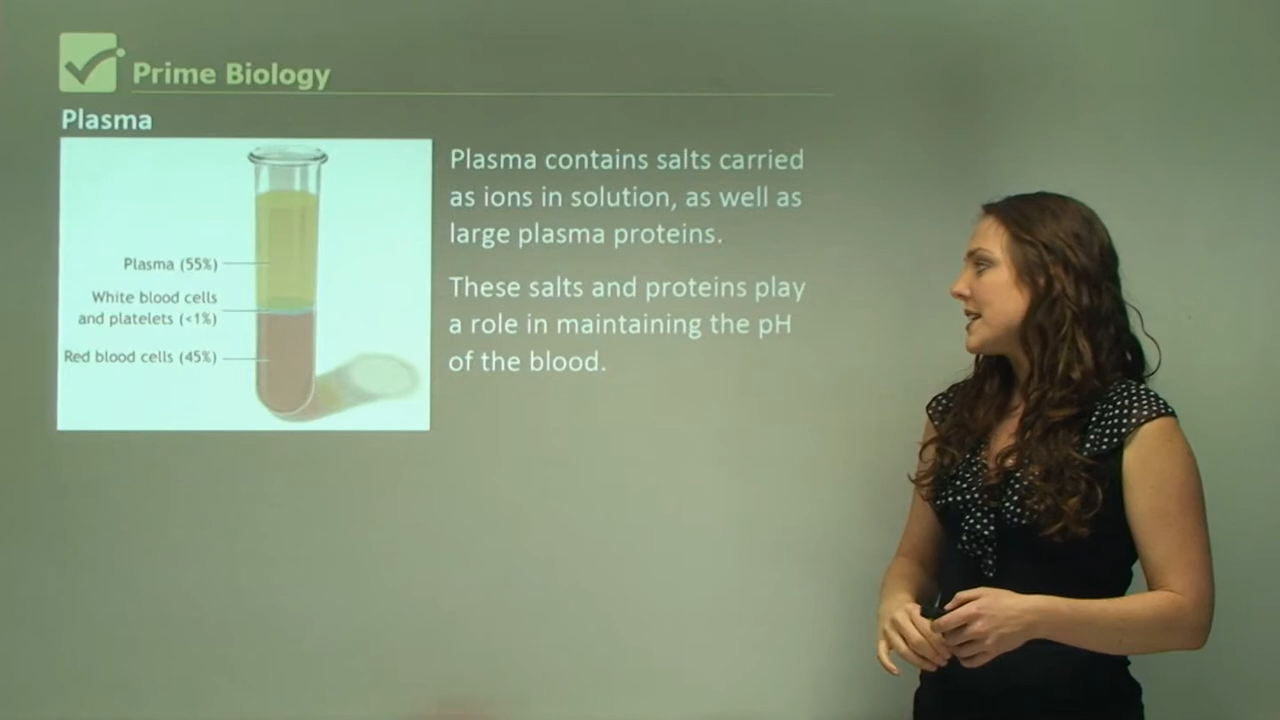 Prime Biology
Plasma
Plasma (55%)
White blood cells
and platelets (<1%)
Red blood cells (45%)
Plasma contains salts carried
as ions in solution, as well as
large plasma proteins.
These salts and proteins play
a role in maintaining the pH
of the blood.